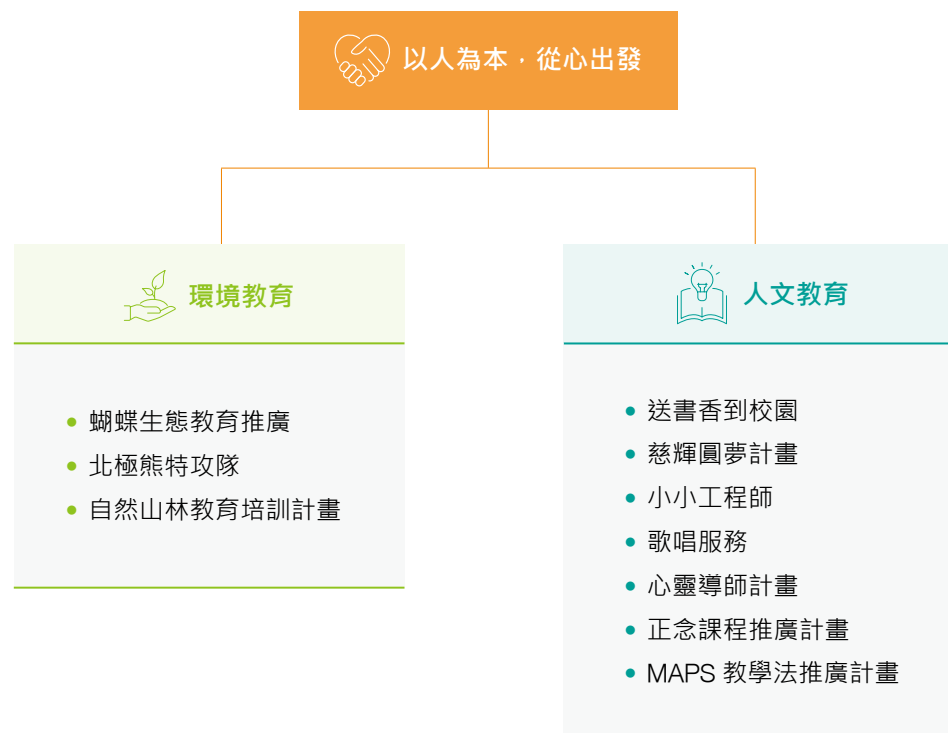 以人為本，從心出發
環境教育
蝴蝶生態教育推廣
北極熊特攻隊
自然山林教育培訓計畫
人文教育
送書香到校園
慈輝圓夢計畫
小小工程師
歌唱服務
心靈導師計畫
正念課程推廣計畫
MAPS 教學法推廣計畫